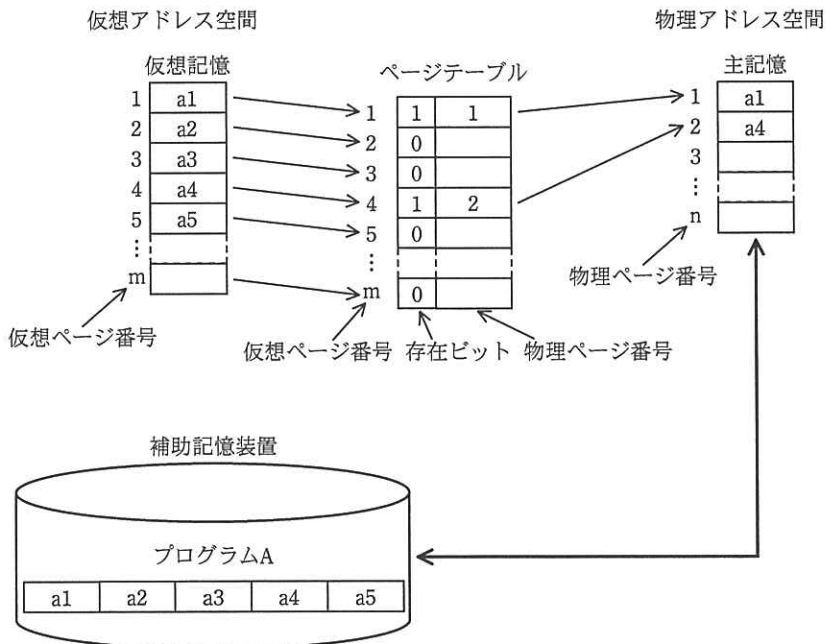 仮想アドレス空間
仮想記憶
1 a1
2 a2
3 a3
4 a4
5 a5
⋮
m
仮想ページ番号
ページテーブル
1 1 1
2 0
3 0
4 1 2
5 0
⋮
m 0
仮想ページ番号 存在ビット 物理ページ番号
物理アドレス空間
主記憶
1 a1
2 a4
3
⋮
n
物理ページ番号
補助記憶装置
プログラムA
a1 a2 a3 a4 a5